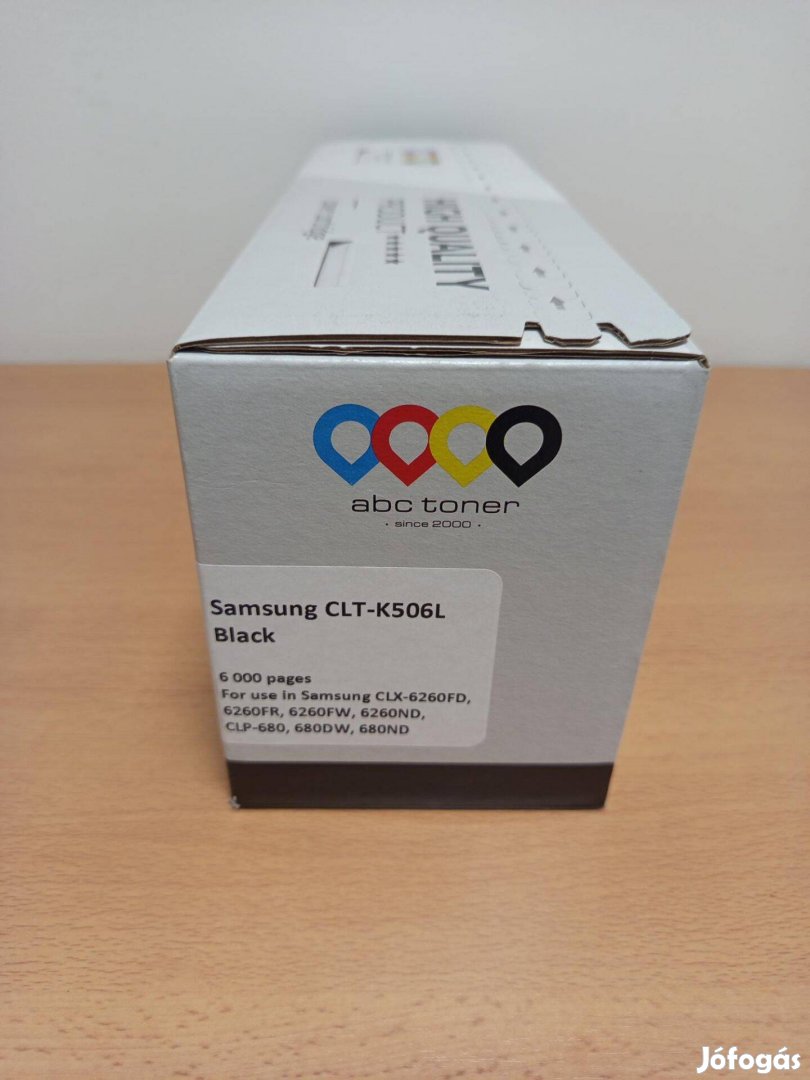 HIGH QUALITY
PRODUCT
abc toner
· since 2000 ·
Samsung CLT-K506L
Black
6 000 pages
For use in Samsung CLX-6260FD,
6260FR, 6260FW, 6260ND,
CLP-680, 680DW, 680ND
Jófogás